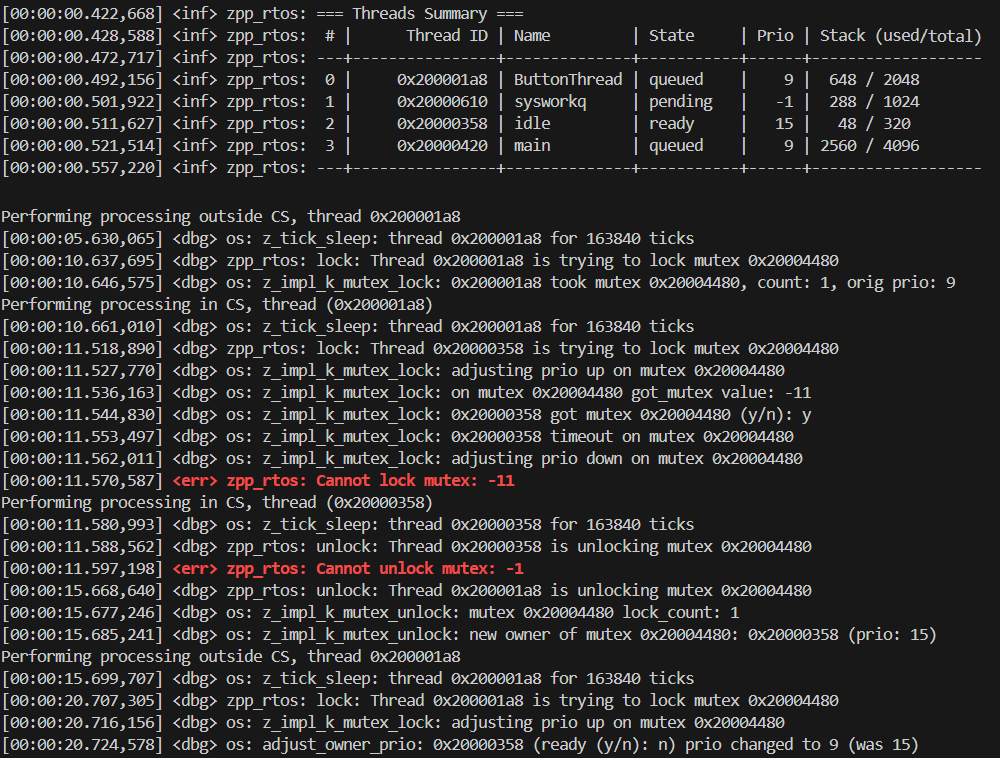 [00:00:00.422,668] <inf> zpp_rtos: === Threads Summary ===
[00:00:00.428,588] <inf> zpp_rtos:  # |       Thread ID | Name         | State      | Prio | Stack (used/total)
[00:00:00.472,717] <inf> zpp_rtos: ---+----------------+--------------+-----------+------+-------------------
[00:00:00.492,156] <inf> zpp_rtos:  0 |      0x200001a8 | ButtonThread | queued     |    9 |  648 / 2048
[00:00:00.501,922] <inf> zpp_rtos:  1 |      0x20000610 | sysworkq     | pending    |   -1 |  288 / 1024
[00:00:00.511,627] <inf> zpp_rtos:  2 |      0x20000358 | idle         | ready      |   15 |   48 / 320
[00:00:00.521,514] <inf> zpp_rtos:  3 |      0x20000420 | main         | queued     |    9 | 2560 / 4096
[00:00:00.557,220] <inf> zpp_rtos: ---+----------------+--------------+-----------+------+-------------------
Performing processing outside CS, thread 0x200001a8
[00:00:05.630,065] <dbg> os: z_tick_sleep: thread 0x200001a8 for 163840 ticks
[00:00:10.637,695] <dbg> zpp_rtos: lock: Thread 0x200001a8 is trying to lock mutex 0x20004480
[00:00:10.646,575] <dbg> os: z_impl_k_mutex_lock: 0x200001a8 took mutex 0x20004480, count: 1, orig prio: 9
Performing processing in CS, thread (0x200001a8)
[00:00:10.661,010] <dbg> os: z_tick_sleep: thread 0x200001a8 for 163840 ticks
[00:00:11.518,890] <dbg> zpp_rtos: lock: Thread 0x20000358 is trying to lock mutex 0x20004480
[00:00:11.527,770] <dbg> os: z_impl_k_mutex_lock: adjusting prio up on mutex 0x20004480
[00:00:11.536,163] <dbg> os: z_impl_k_mutex_lock: on mutex 0x20004480 got_mutex value: -11
[00:00:11.544,830] <dbg> os: z_impl_k_mutex_lock: 0x20000358 got mutex 0x20004480 (y/n): y
[00:00:11.553,497] <dbg> os: z_impl_k_mutex_lock: 0x20000358 timeout on mutex 0x20004480
[00:00:11.562,011] <dbg> os: z_impl_k_mutex_lock: adjusting prio down on mutex 0x20004480
[00:00:11.570,587] <err> zpp_rtos: Cannot lock mutex: -11
Performing processing in CS, thread (0x20000358)
[00:00:11.580,993] <dbg> os: z_tick_sleep: thread 0x20000358 for 163840 ticks
[00:00:11.588,562] <dbg> zpp_rtos: unlock: Thread 0x20000358 is unlocking mutex 0x20004480
[00:00:11.597,198] <err> zpp_rtos: Cannot unlock mutex: -1
[00:00:15.668,640] <dbg> zpp_rtos: unlock: Thread 0x200001a8 is unlocking mutex 0x20004480
[00:00:15.677,246] <dbg> os: z_impl_k_mutex_unlock: mutex 0x20004480 lock_count: 1
[00:00:15.685,241] <dbg> os: z_impl_k_mutex_unlock: new owner of mutex 0x20004480: 0x20000358 (prio: 15)
Performing processing outside CS, thread 0x200001a8
[00:00:15.699,707] <dbg> os: z_tick_sleep: thread 0x200001a8 for 163840 ticks
[00:00:20.707,305] <dbg> zpp_rtos: lock: Thread 0x200001a8 is trying to lock mutex 0x20004480
[00:00:20.716,156] <dbg> os: z_impl_k_mutex_lock: adjusting prio up on mutex 0x20004480
[00:00:20.724,578] <dbg> os: adjust_owner_prio: 0x20000358 (ready (y/n): n) prio changed to 9 (was 15)